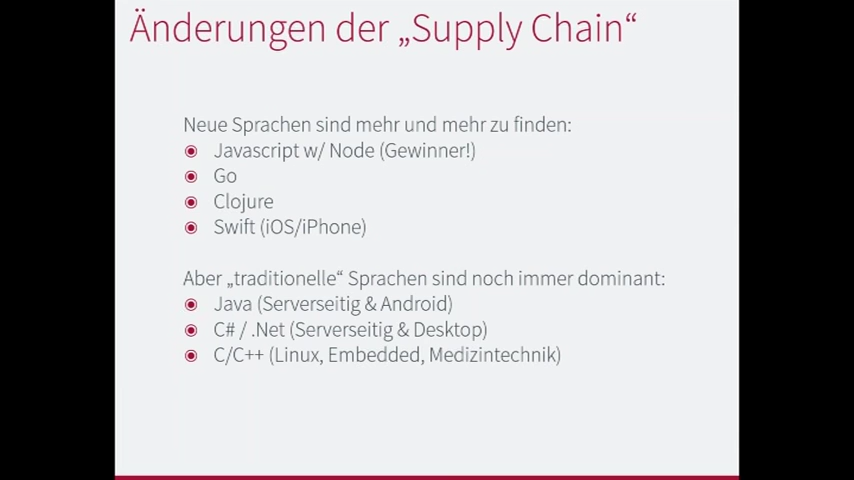 Änderungen der „Supply Chain“
Neue Sprachen sind mehr und mehr zu finden:
Javascript w/ Node (Gewinner!)
Go
Clojure
Swift (iOS/iPhone)
Aber „traditionelle“ Sprachen sind noch immer dominant:
Java (Serverseitig & Android)
C# / .Net (Serverseitig & Desktop)
C/C++ (Linux, Embedded, Medizintechnik)